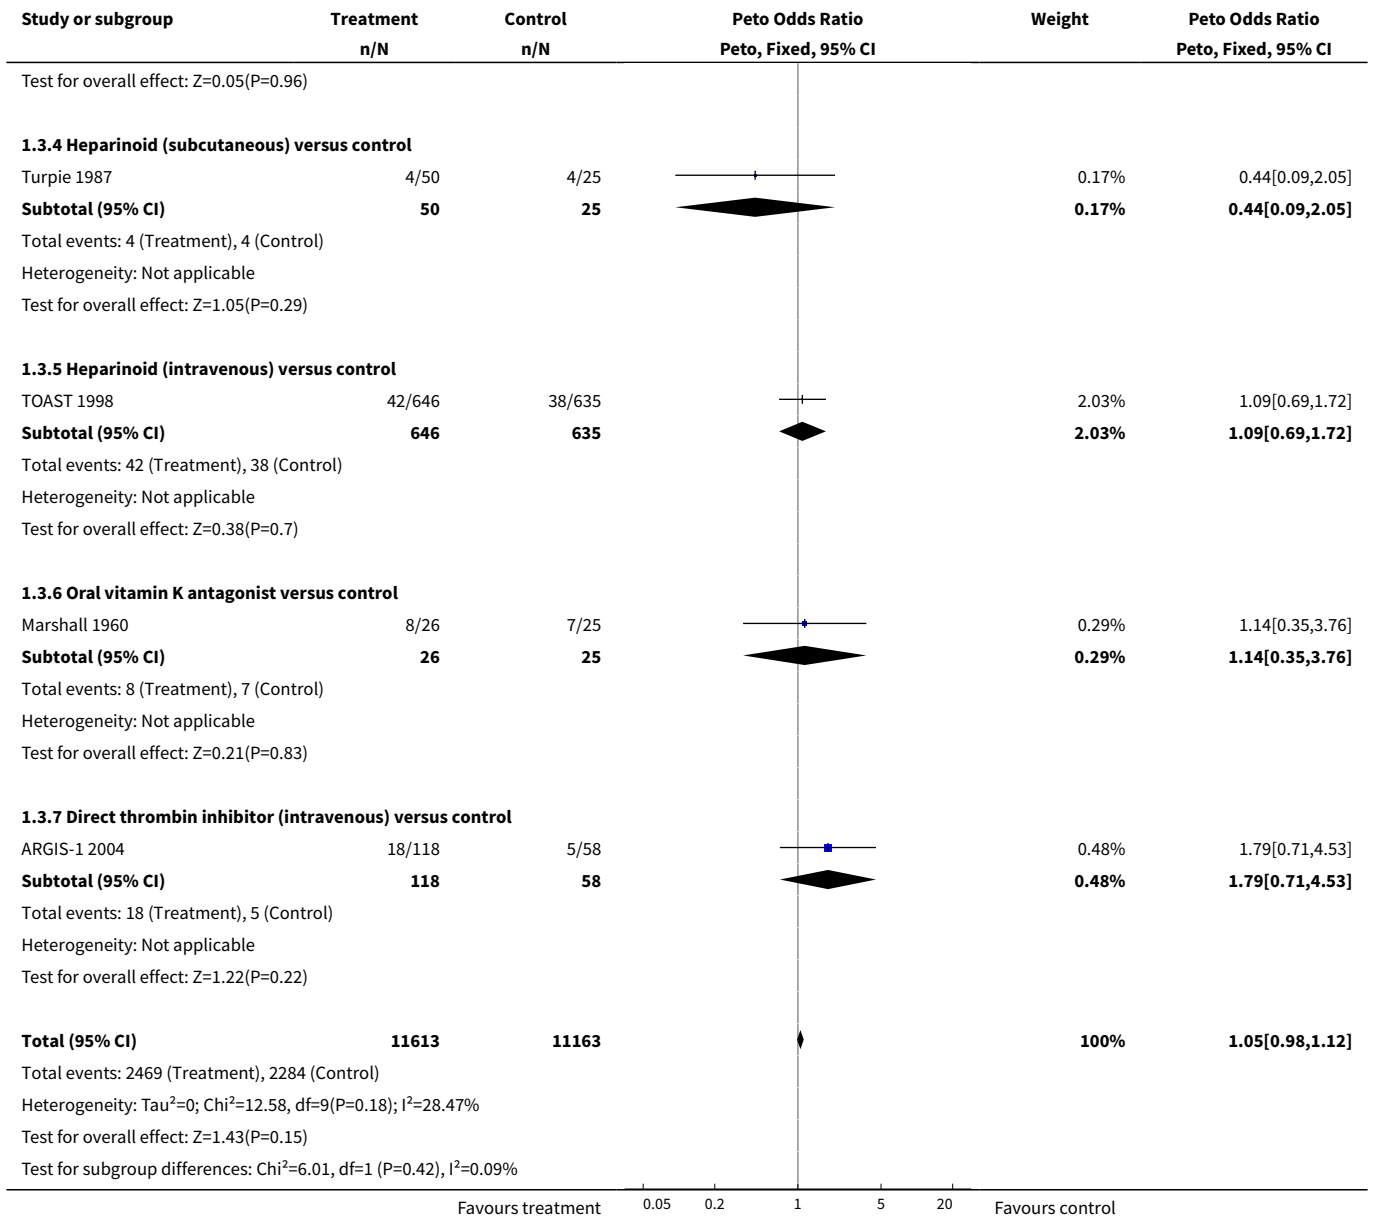 Study or subgroup Treatment Control Peto Odds Ratio Weight Peto Odds Ratio
n/N n/N Peto, Fixed, 95% CI Peto, Fixed, 95% CI
Test for overall effect: Z=0.05(P=0.96)
1.3.4 Heparinoid (subcutaneous) versus control
Turpie 1987 4/50 4/25 0.17% 0.44[0.09,2.05]
Subtotal (95% CI) 50 25 0.17% 0.44[0.09,2.05]
Total events: 4 (Treatment), 4 (Control)
Heterogeneity: Not applicable
Test for overall effect: Z=1.05(P=0.29)
1.3.5 Heparinoid (intravenous) versus control
TOAST 1998 42/646 38/635 2.03% 1.09[0.69,1.72]
Subtotal (95% CI) 646 635 2.03% 1.09[0.69,1.72]
Total events: 42 (Treatment), 38 (Control)
Heterogeneity: Not applicable
Test for overall effect: Z=0.38(P=0.7)
1.3.6 Oral vitamin K antagonist versus control
Marshall 1960 8/26 7/25 0.29% 1.14[0.35,3.76]
Subtotal (95% CI) 26 25 0.29% 1.14[0.35,3.76]
Total events: 8 (Treatment), 7 (Control)
Heterogeneity: Not applicable
Test for overall effect: Z=0.21(P=0.83)
1.3.7 Direct thrombin inhibitor (intravenous) versus control
ARGIS-1 2004 18/118 5/58 0.48% 1.79[0.71,4.53]
Subtotal (95% CI) 118 58 0.48% 1.79[0.71,4.53]
Total events: 18 (Treatment), 5 (Control)
Heterogeneity: Not applicable
Test for overall effect: Z=1.22(P=0.22)
Total (95% CI) 11613 11163 100% 1.05[0.98,1.12]
Total events: 2469 (Treatment), 2284 (Control)
Heterogeneity: Tau²=0; Chi²=12.58, df=9(P=0.18); I²=28.47%
Test for overall effect: Z=1.43(P=0.15)
Test for subgroup differences: Chi²=6.01, df=1 (P=0.42), I²=0.09%
Favours treatment 0.05 0.2 1 5 20 Favours control